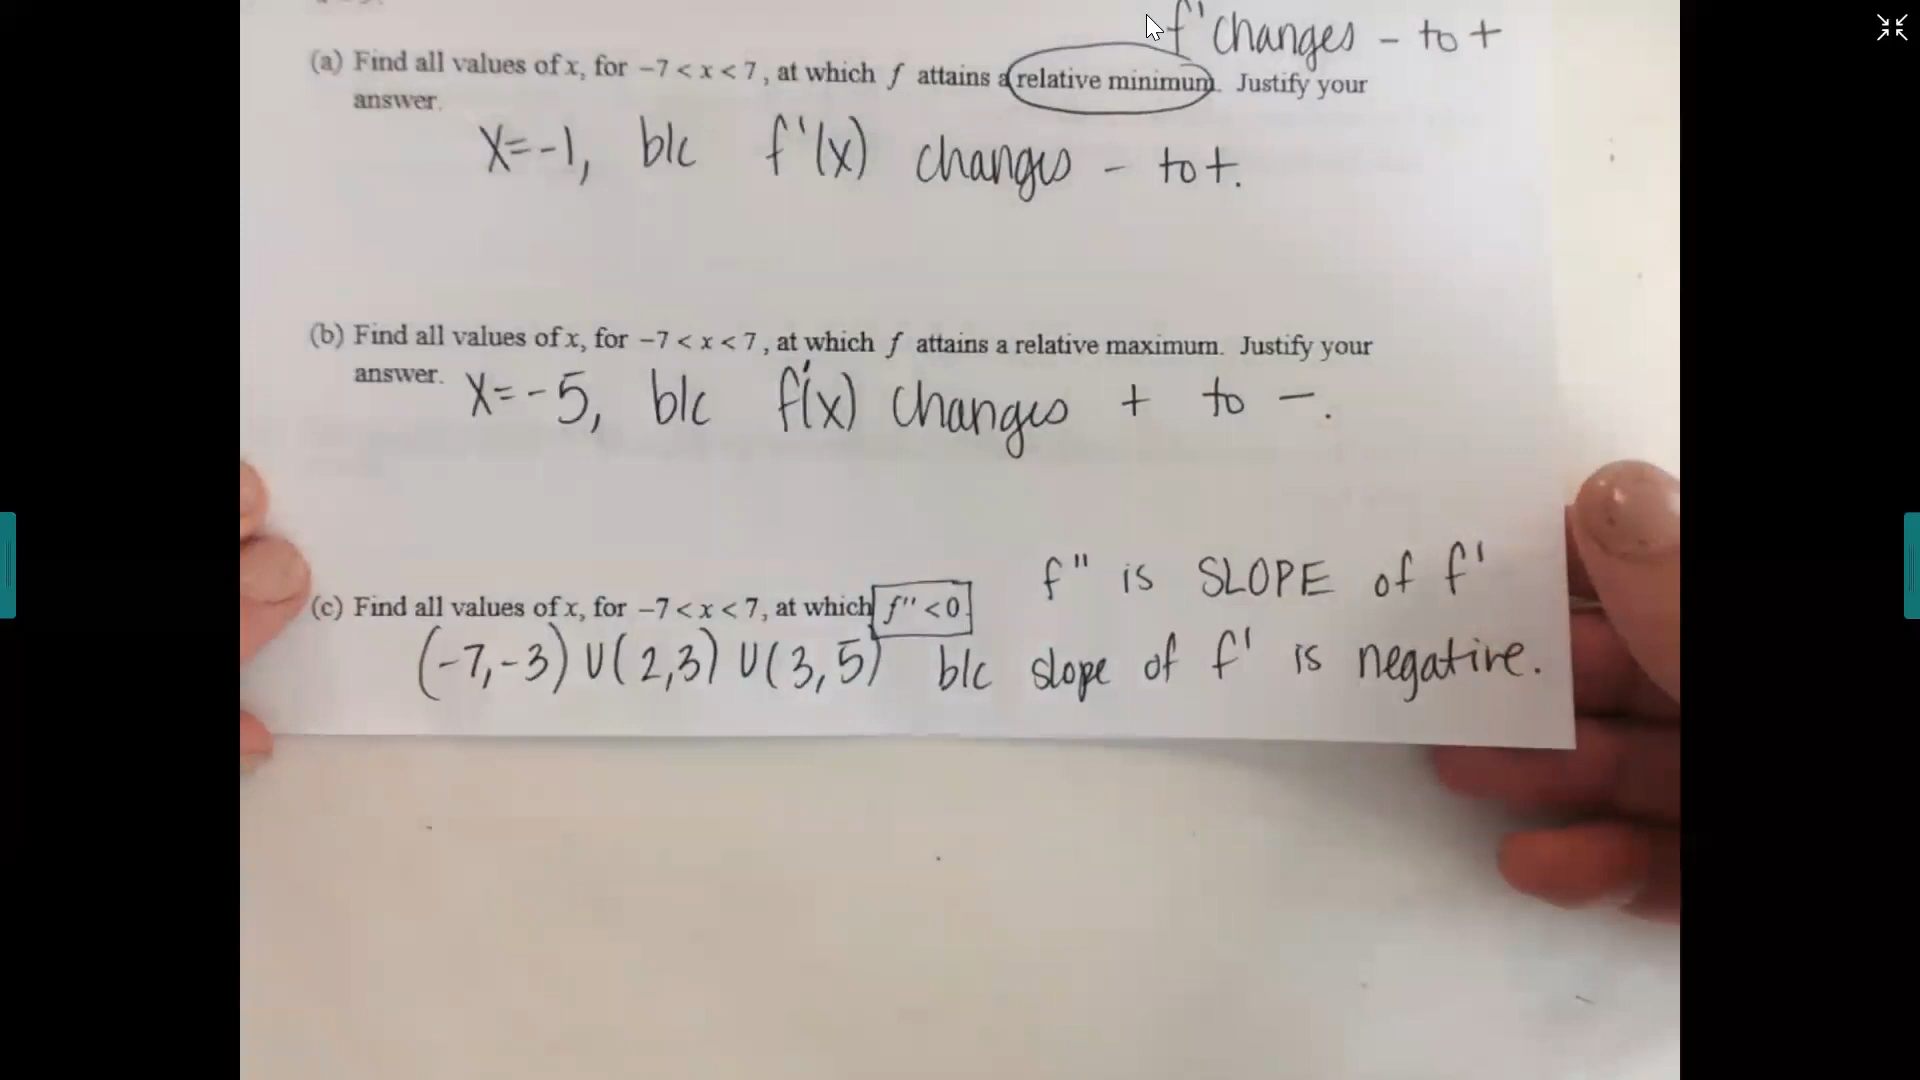 f' changes - to +
(a) Find all values of x, for −7 < x < 7, at which f attains a relative minimum. Justify your
answer.
X=-1, b/c f'(x) changes - to +.
(b) Find all values of x, for −7 < x < 7, at which f attains a relative maximum. Justify your
answer.
X=-5, b/c f'(x) changes + to -.
f" is SLOPE of f'
(c) Find all values of x, for −7 < x < 7, at which f" < 0.
(-7,-3) U (2,3) U (3,5) b/c slope of f' is negative.